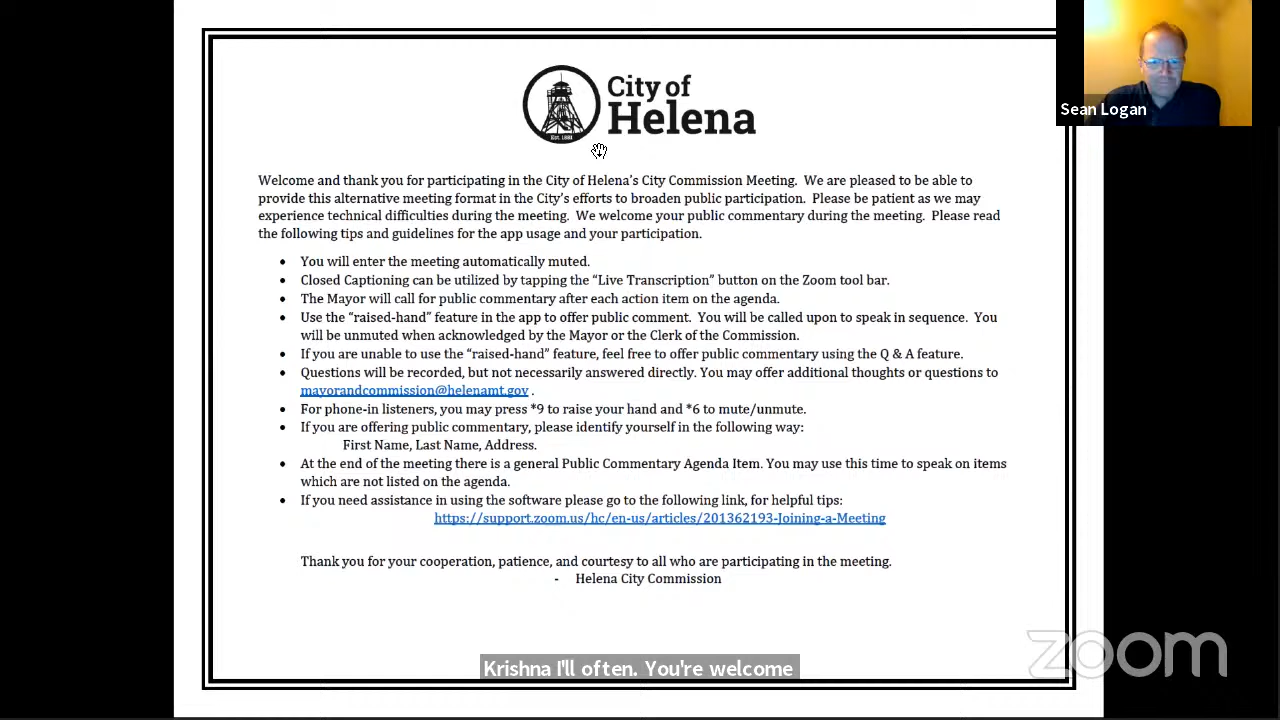 City of
Helena
Est. 1864
Sean Logan
Welcome and thank you for participating in the City of Helena's City Commission Meeting.  We are pleased to be able to
provide this alternative meeting format in the City's efforts to broaden public participation.  Please be patient as we may
experience technical difficulties during the meeting.  We welcome your public commentary during the meeting.  Please read
the following tips and guidelines for the app usage and your participation.
• You will enter the meeting automatically muted.
• Closed Captioning can be utilized by tapping the “Live Transcription” button on the Zoom tool bar.
• The Mayor will call for public commentary after each action item on the agenda.
• Use the “raised-hand” feature in the app to offer public comment.  You will be called upon to speak in sequence.  You
will be unmuted when acknowledged by the Mayor or the Clerk of the Commission.
• If you are unable to use the “raised-hand” feature, feel free to offer public commentary using the Q & A feature.
• Questions will be recorded, but not necessarily answered directly. You may offer additional thoughts or questions to
mayorandcommission@helenamt.gov .
• For phone-in listeners, you may press *9 to raise your hand and *6 to mute/unmute.
• If you are offering public commentary, please identify yourself in the following way:
First Name, Last Name, Address.
• At the end of the meeting there is a general Public Commentary Agenda Item. You may use this time to speak on items
which are not listed on the agenda.
• If you need assistance in using the software please go to the following link, for helpful tips:
https://support.zoom.us/hc/en-us/articles/201362193-Joining-a-Meeting
Thank you for your cooperation, patience, and courtesy to all who are participating in the meeting.
- Helena City Commission
zoom
Krishna I'll often. You're welcome